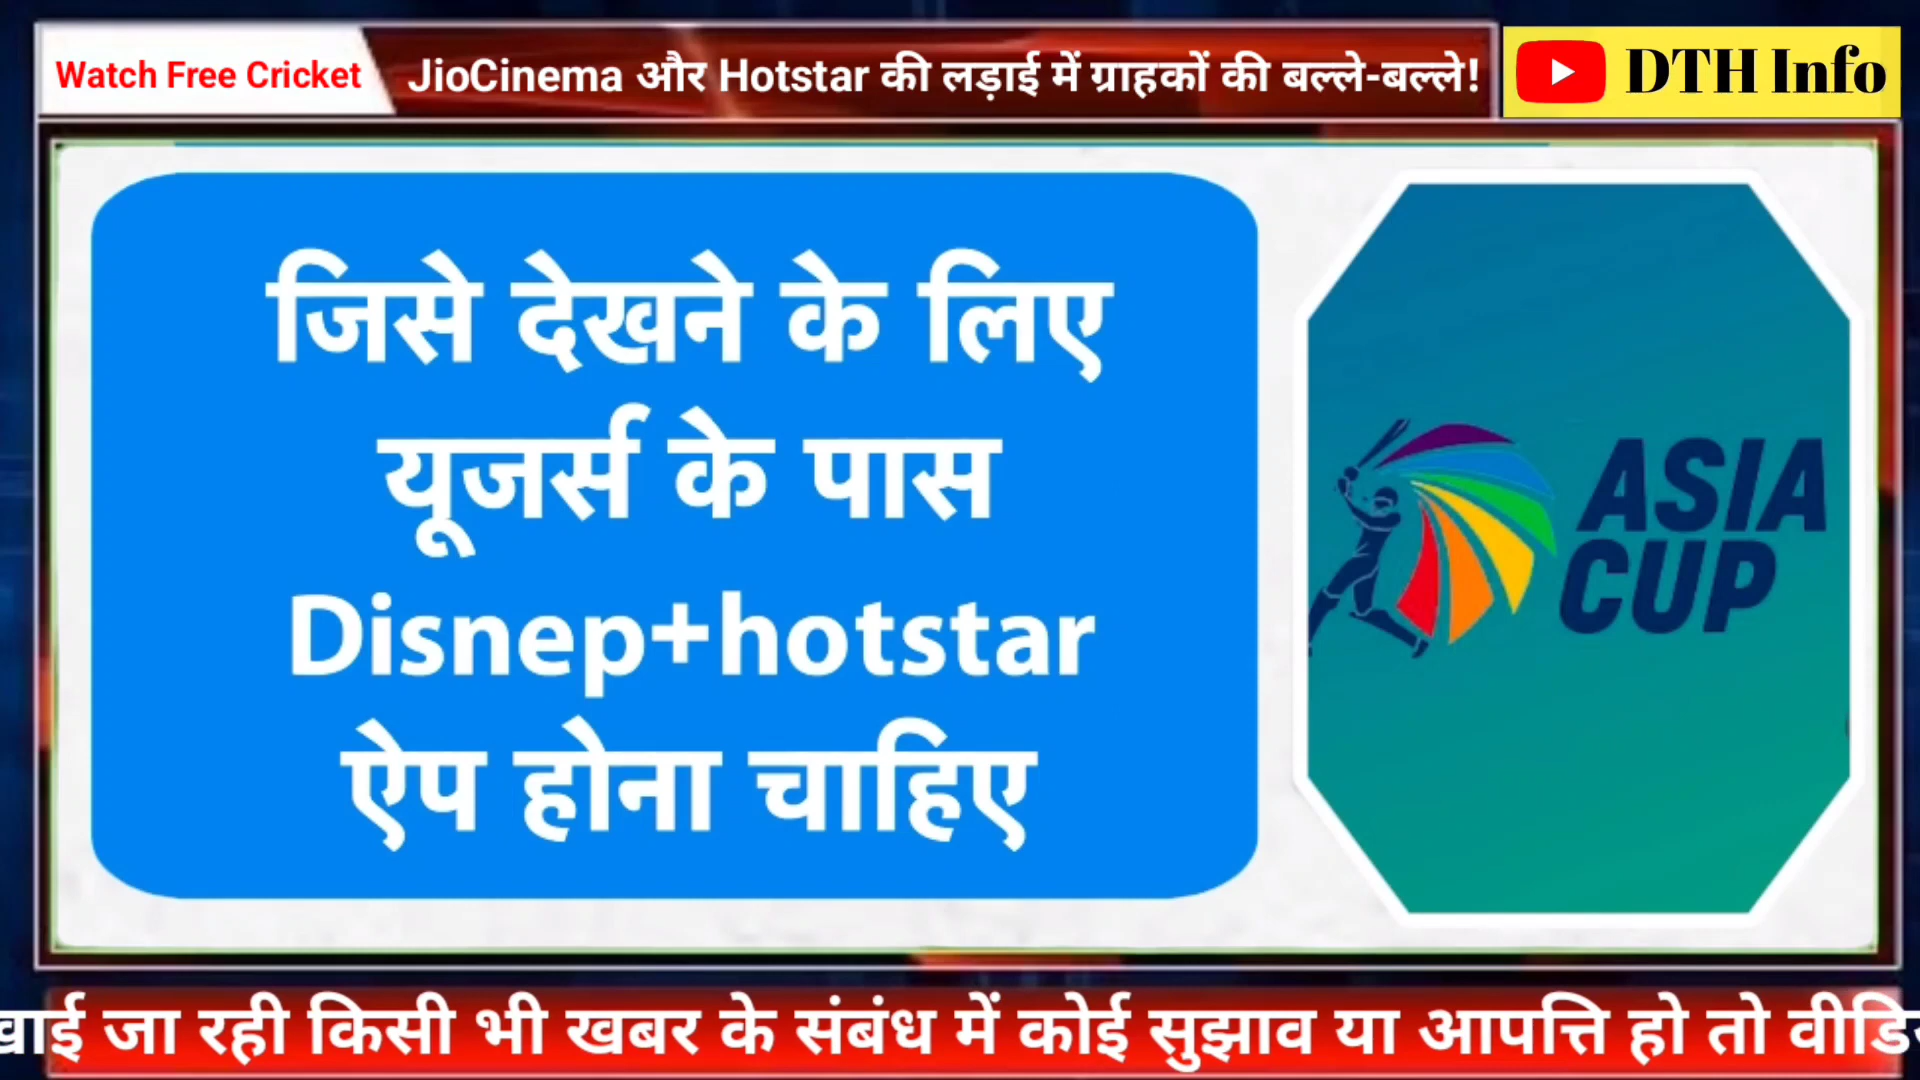 Watch Free Cricket
JioCinema और Hotstar की लड़ाई में ग्राहकों की बल्ले-बल्ले!
DTH Info
जिसे देखने के लिए
यूजर्स के पास
Disnep+hotstar
ऐप होना चाहिए
ASIA
CUP
जा रही किसी भी खबर के संबंध में कोई सुझाव या आपत्ति हो तो